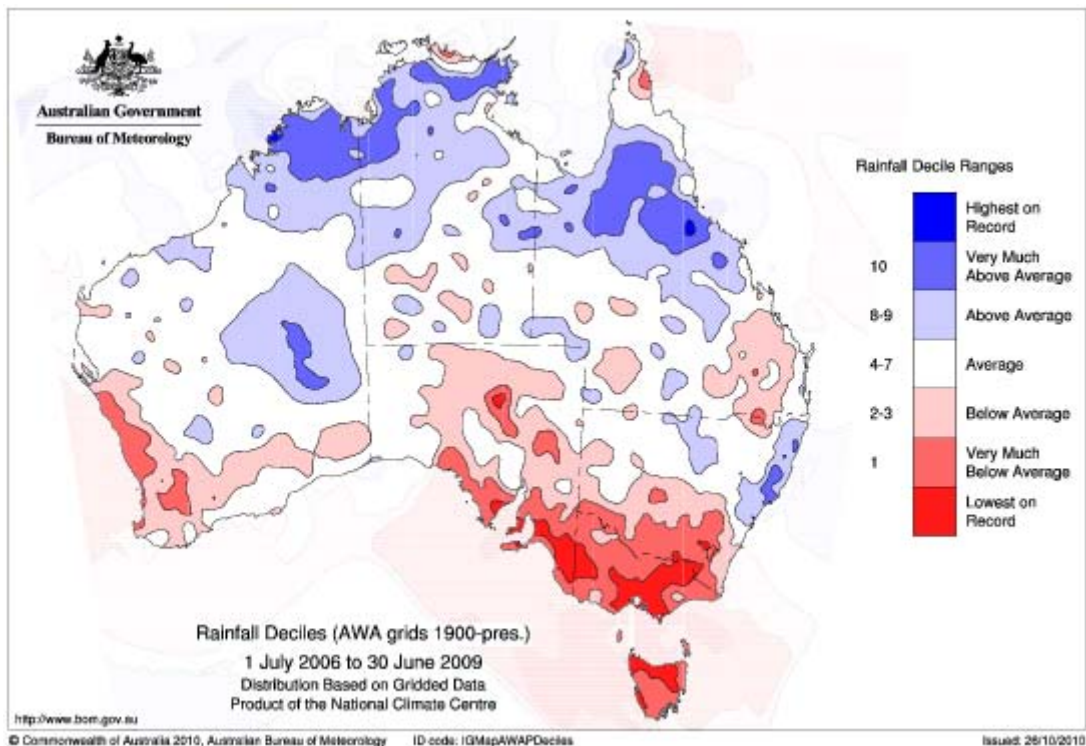 Australian Government
Bureau of Meteorology
Rainfall Decile Ranges
Highest on
Record
10
Very Much
Above Average
8-9
Above Average
4-7
Average
2-3
Below Average
1
Very Much
Below Average
Lowest on
Record
Rainfall Deciles (AWA grids 1900-pres.)
1 July 2006 to 30 June 2009
Distribution Based on Gridded Data
Product of the National Climate Centre
http://www.bom.gov.au
© Commonwealth of Australia 2010, Australian Bureau of Meteorology ID code: IGMapAWAPDeciles Issued: 26/10/2010